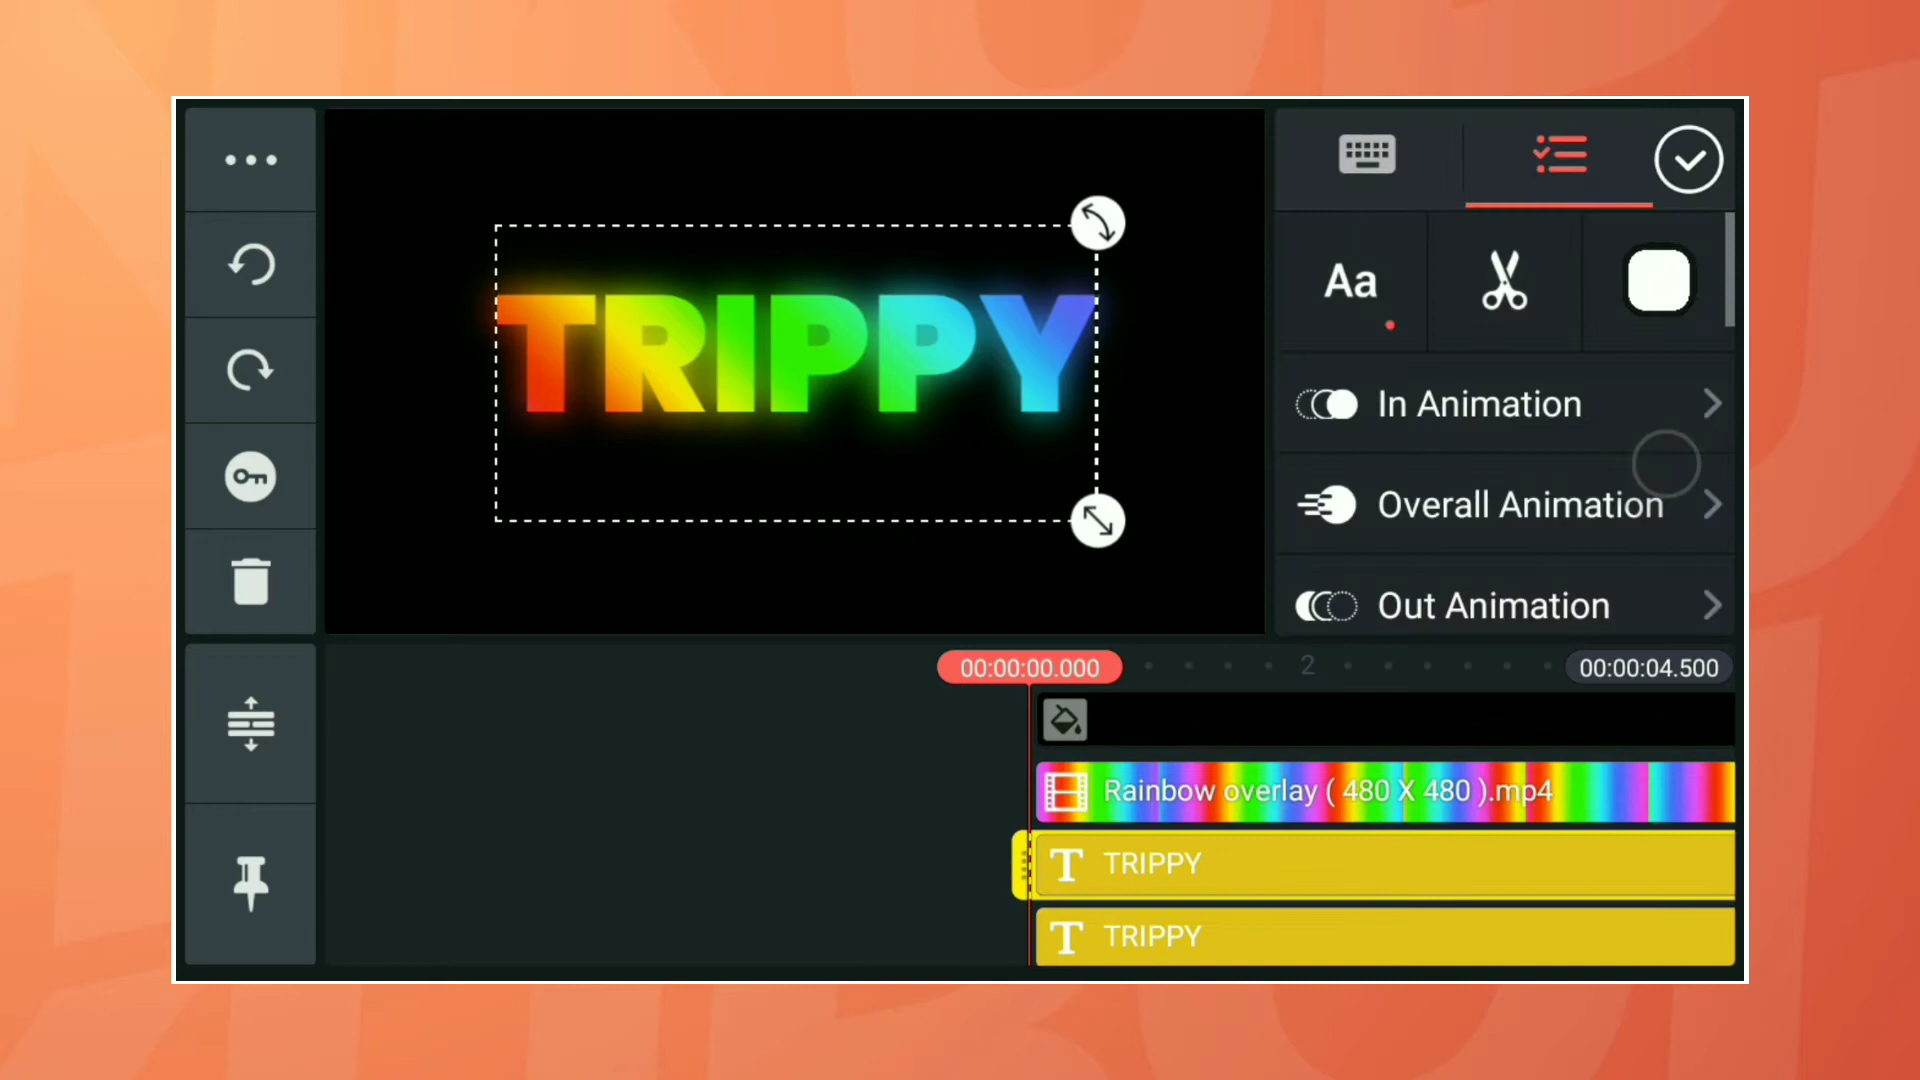 TRIPPY
Aa
In Animation
Overall Animation
Out Animation
00:00:00.000
2
00:00:04.500
Rainbow overlay ( 480 X 480 ).mp4
T TRIPPY
T TRIPPY